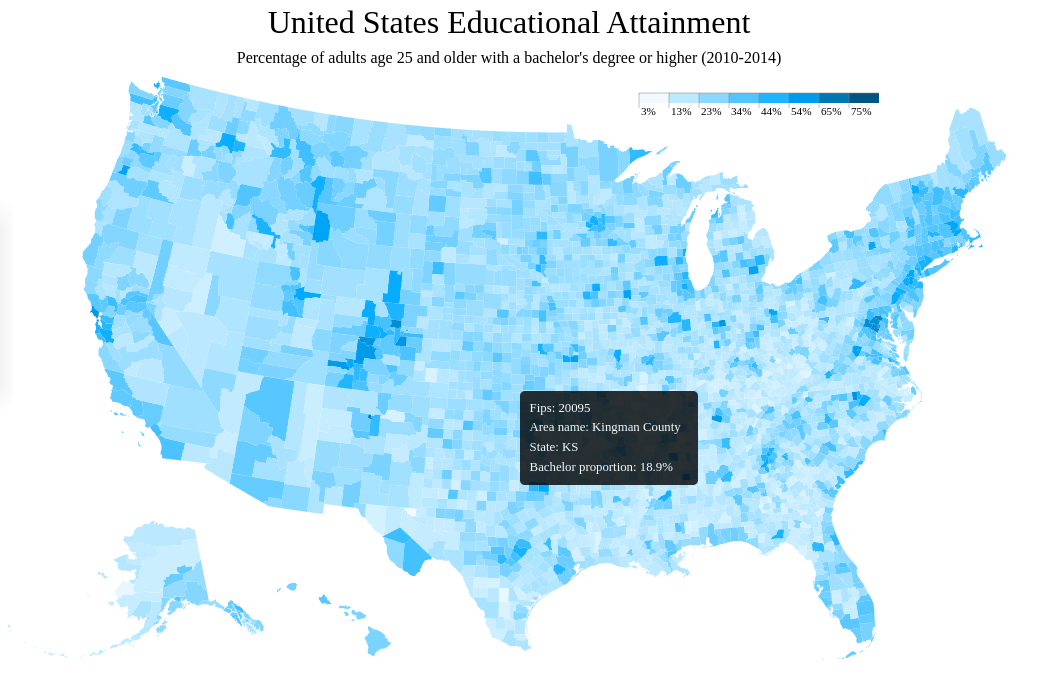 United States Educational Attainment
Percentage of adults age 25 and older with a bachelor's degree or higher (2010-2014)
3% 13% 23% 34% 44% 54% 65% 75%
Fips: 20095
Area name: Kingman County
State: KS
Bachelor proportion: 18.9%